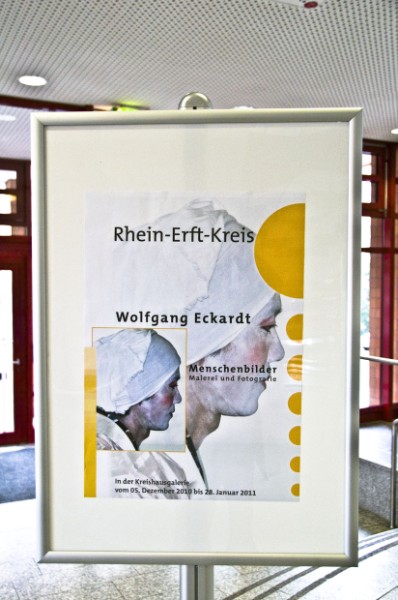 Rhein-Erft-Kreis
Wolfgang Eckardt
Menschenbilder
Malerei und Fotografie
In der Kreishausgalerie
vom 05. Dezember 2010 bis 28. Januar 2011